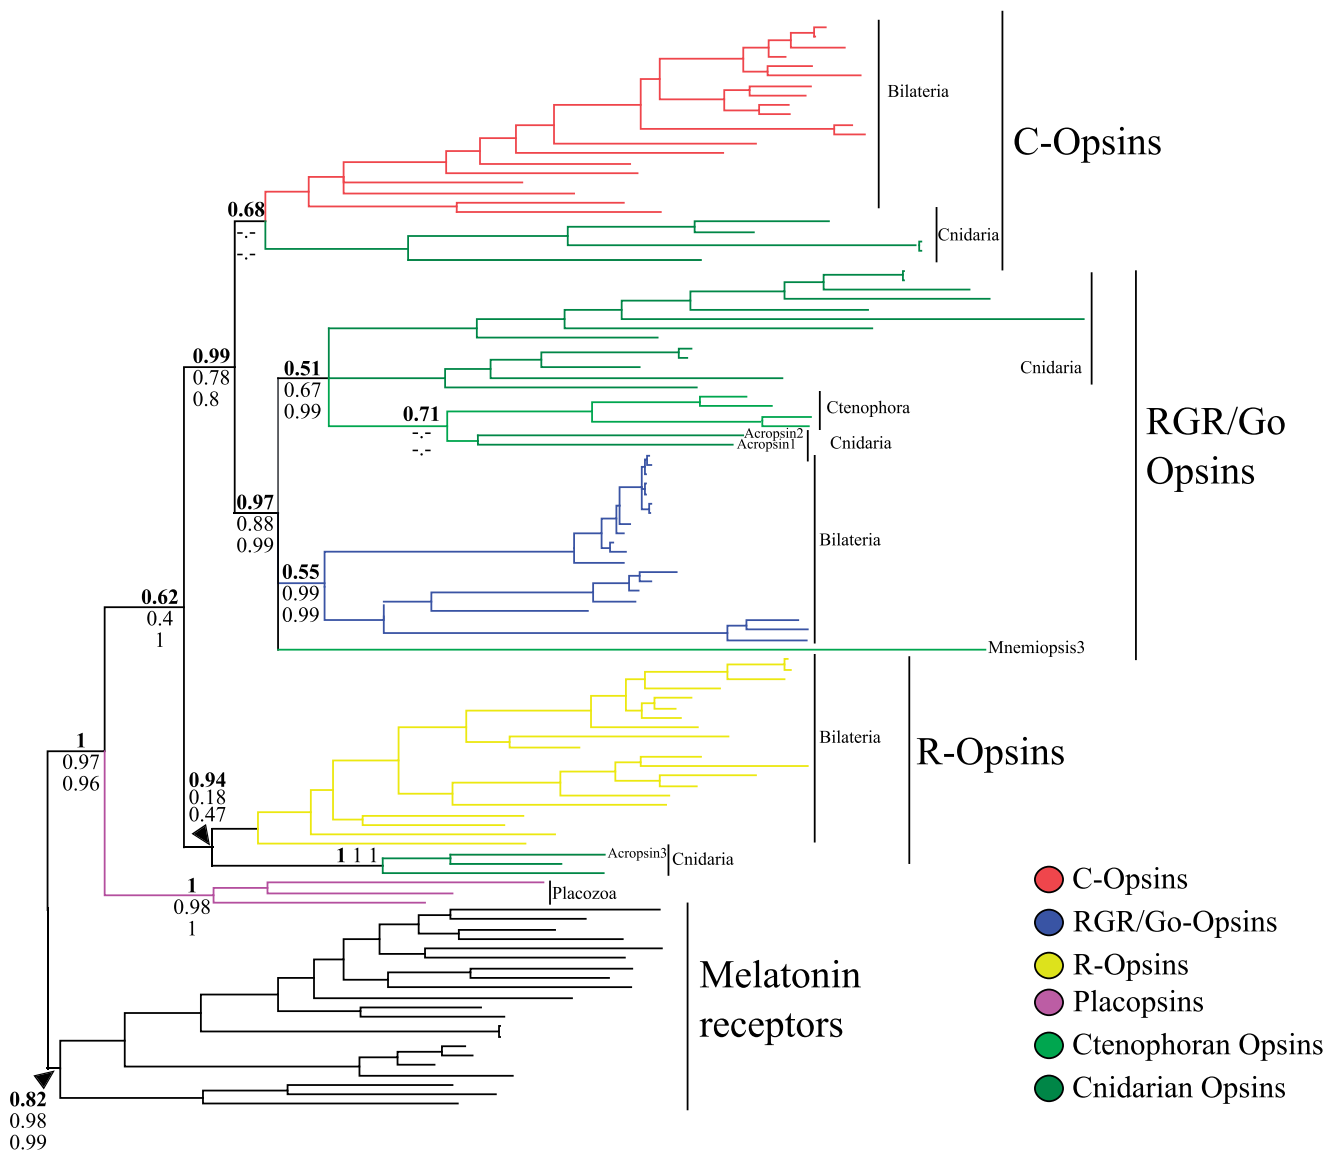 Bilateria
C-Opsins
0.68
-.-
-.-
Cnidaria
0.99
0.78
0.8
0.51
0.67
0.99
Cnidaria
0.71
-.-
-.-
Ctenophora
Acropsin2
Acropsin1
Cnidaria
RGR/Go
Opsins
0.97
0.88
0.99
Bilateria
0.55
0.99
0.99
0.62
0.4
1
Mnemiopsis3
1
0.97
0.96
Bilateria
R-Opsins
0.94
0.18
0.47
1 1 1
Acropsin3
Cnidaria
1
0.98
1
Placozoa
Melatonin
receptors
0.82
0.98
0.99
C-Opsins
RGR/Go-Opsins
R-Opsins
Placopsins
Ctenophoran Opsins
Cnidarian Opsins